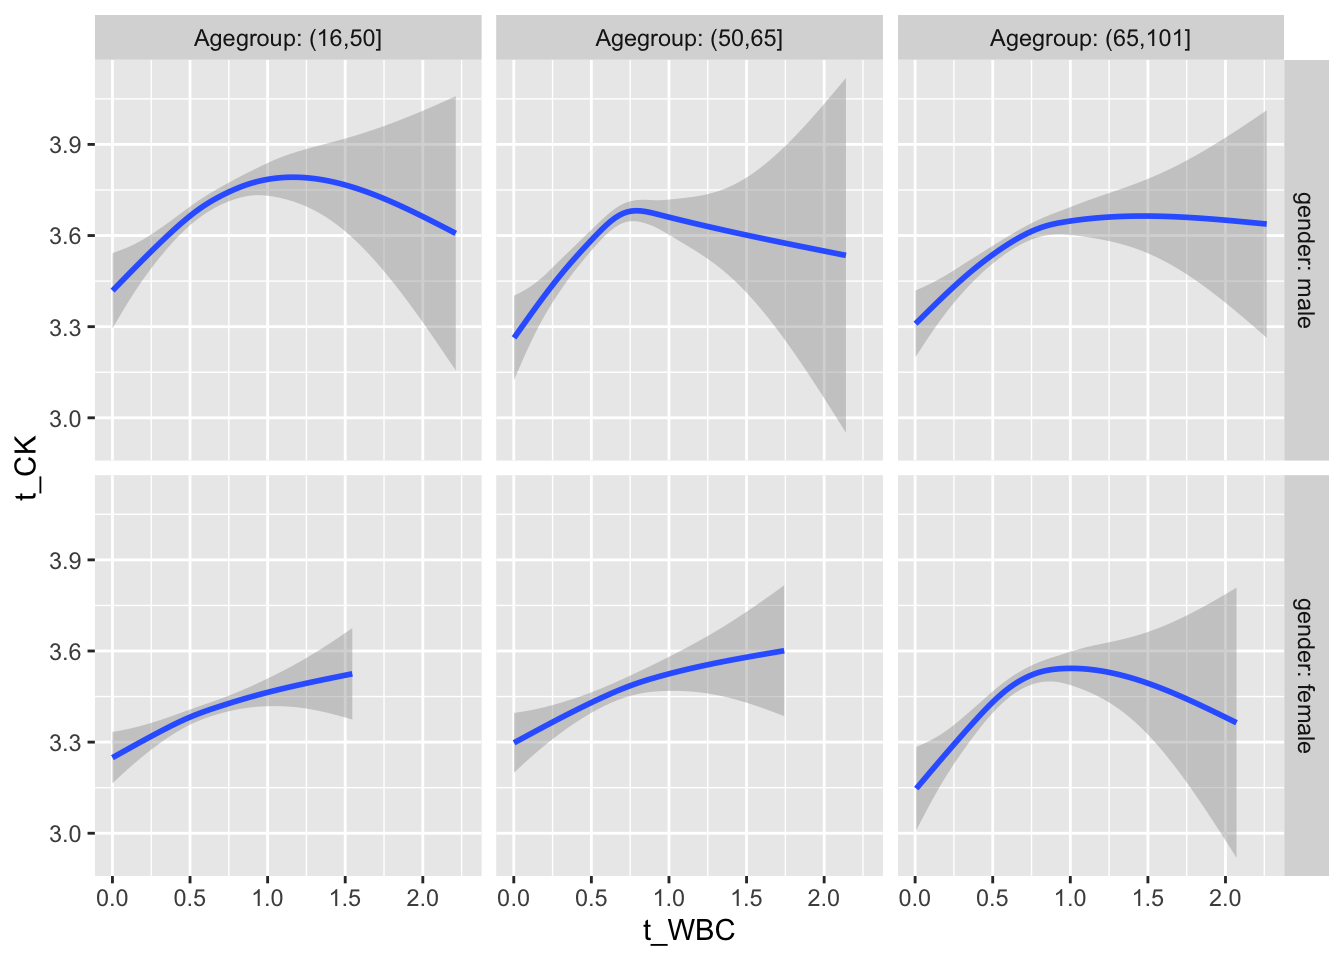 Agegroup: (16,50]
Agegroup: (50,65]
Agegroup: (65,101]
3.9
3.6
3.3
3.0
gender: male
t_CK
3.9
3.6
3.3
3.0
gender: female
0.0 0.5 1.0 1.5 2.0
0.0 0.5 1.0 1.5 2.0
0.0 0.5 1.0 1.5 2.0
t_WBC